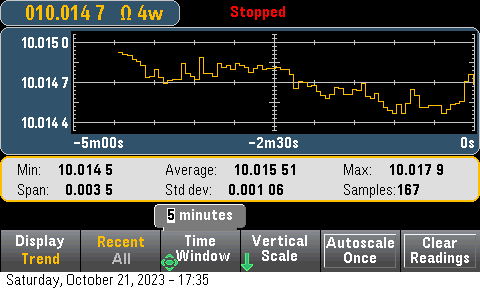 010.014 7 Ω 4w Stopped
10.015 0
10.014 7
10.014 4
-5m00s -2m30s 0s
Min: 10.014 5 Average: 10.015 51 Max: 10.017 9
Span: 0.003 5 Std dev: 0.001 06 Samples: 167
5 minutes
Display Trend Recent All Time Window Vertical Scale Autoscale Once Clear Readings
Saturday, October 21, 2023 - 17:35